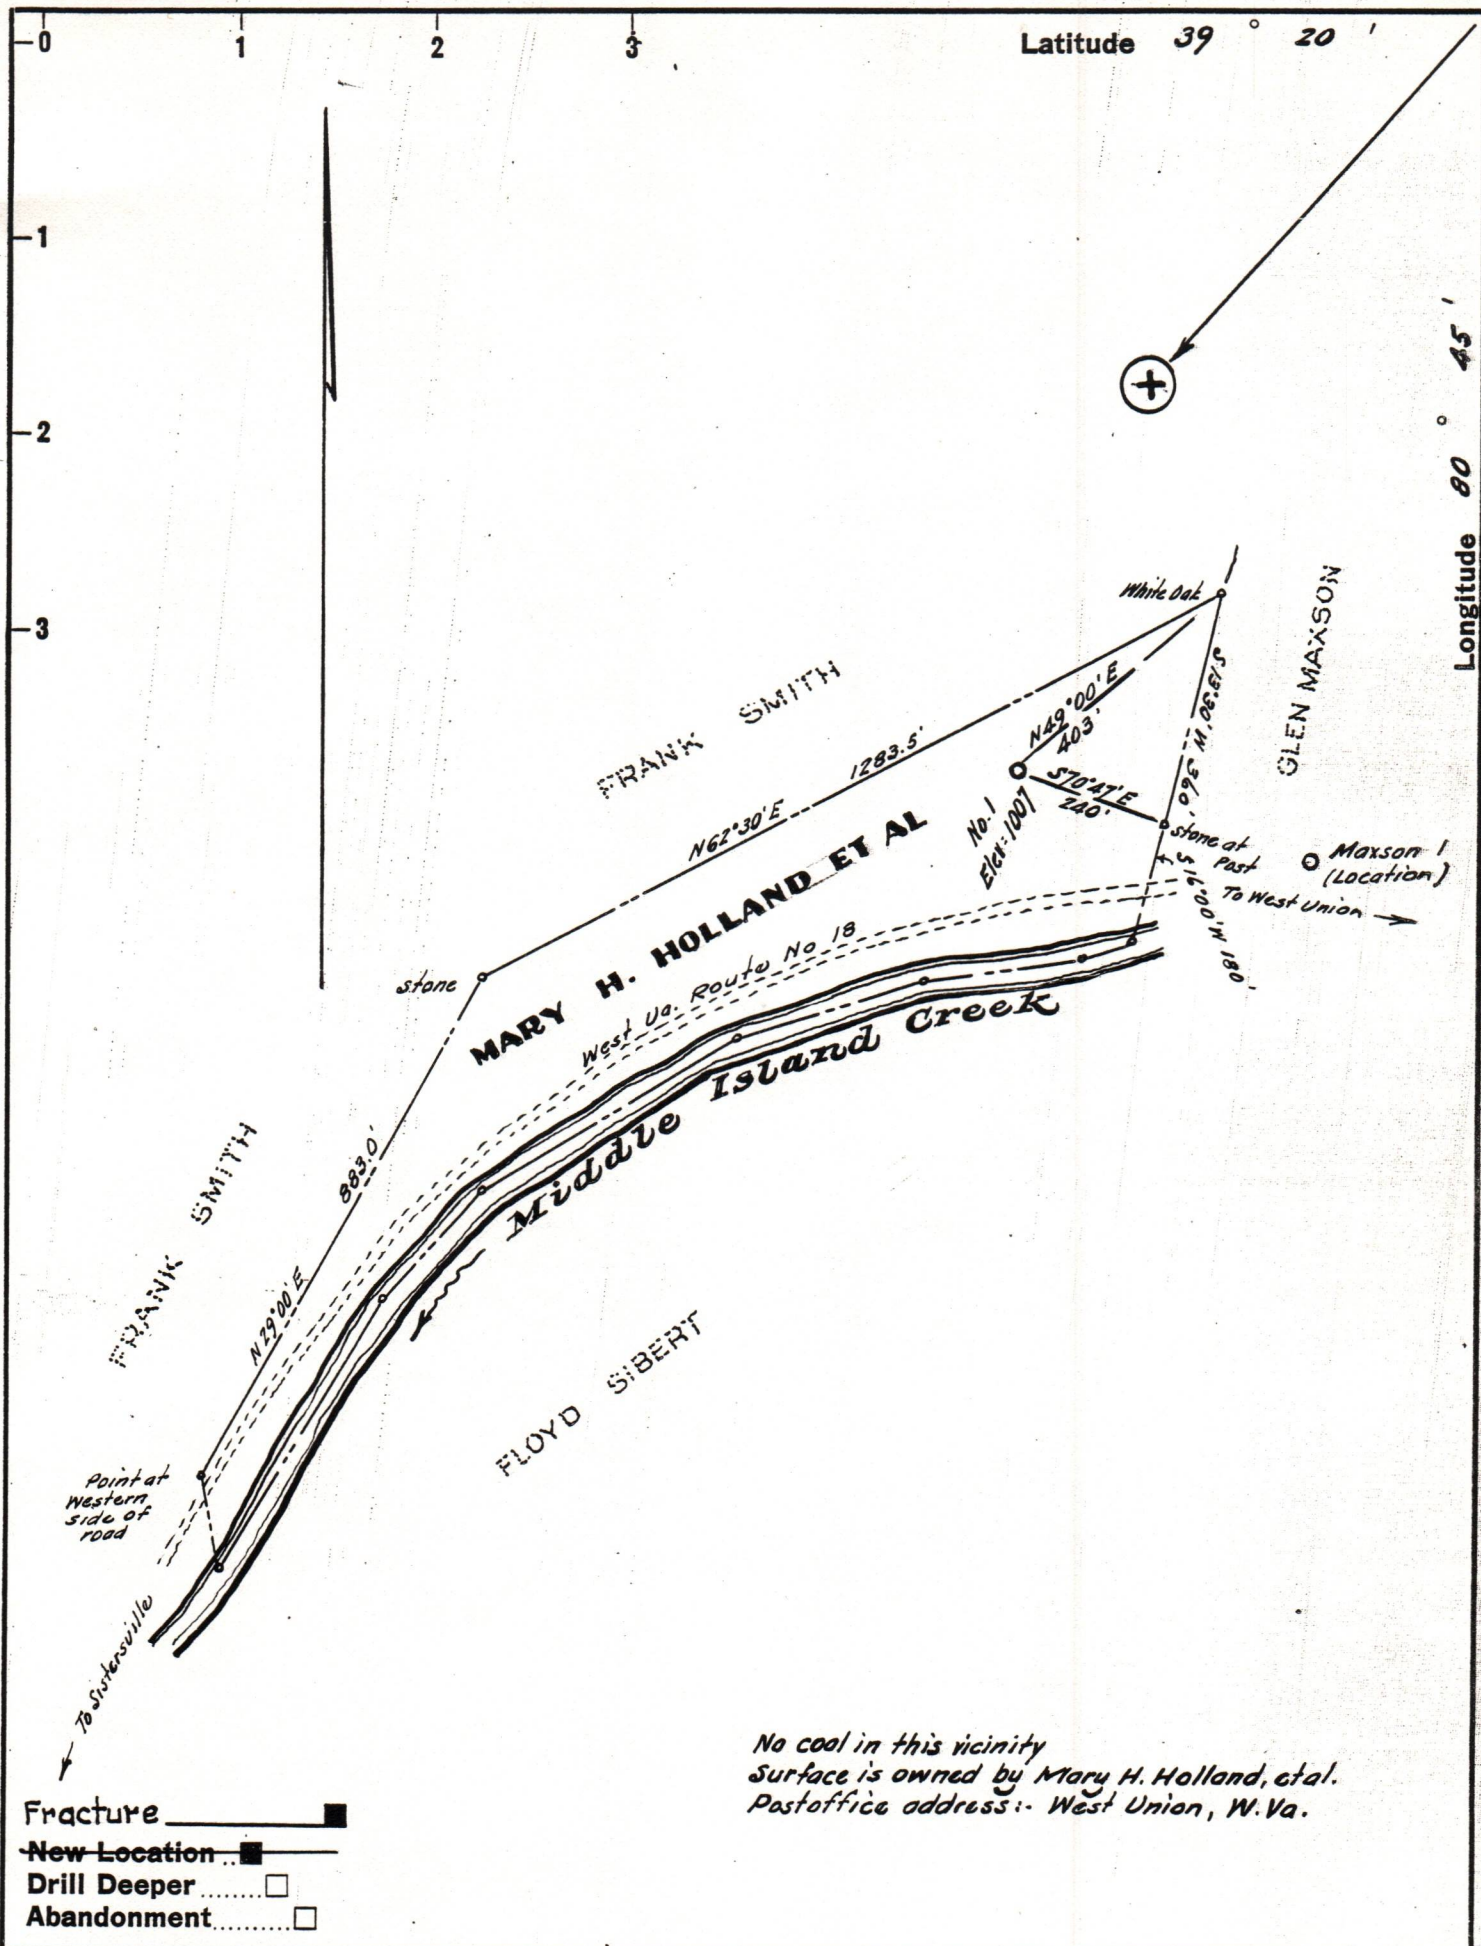 0 1 2 3
Latitude 39 ° 20 '
1
2
3
Longitude 80 ° 45 '
White Oak
S13°30'W 360'
GLEN MAXSON
FRANK SMITH
N49°00'E
403'
1283.5'
N62°30'E
S70°47'E
240'
No. 1
Elev: 1007
Stone at
Post
Maxson 1
(Location)
To West Union
S 16°00'W 180'
MARY H. HOLLAND ET AL
West Va. Route No 18
Stone
Middle Island Creek
883.0'
N29°00'E
FRANK SMITH
FLOYD SIBERT
Point at
Western
side of
road
To Sistersville
No coal in this vicinity
Surface is owned by Mary H. Holland, etal.
Postoffice address:- West Union, W.Va.
Fracture
New Location
Drill Deeper
Abandonment